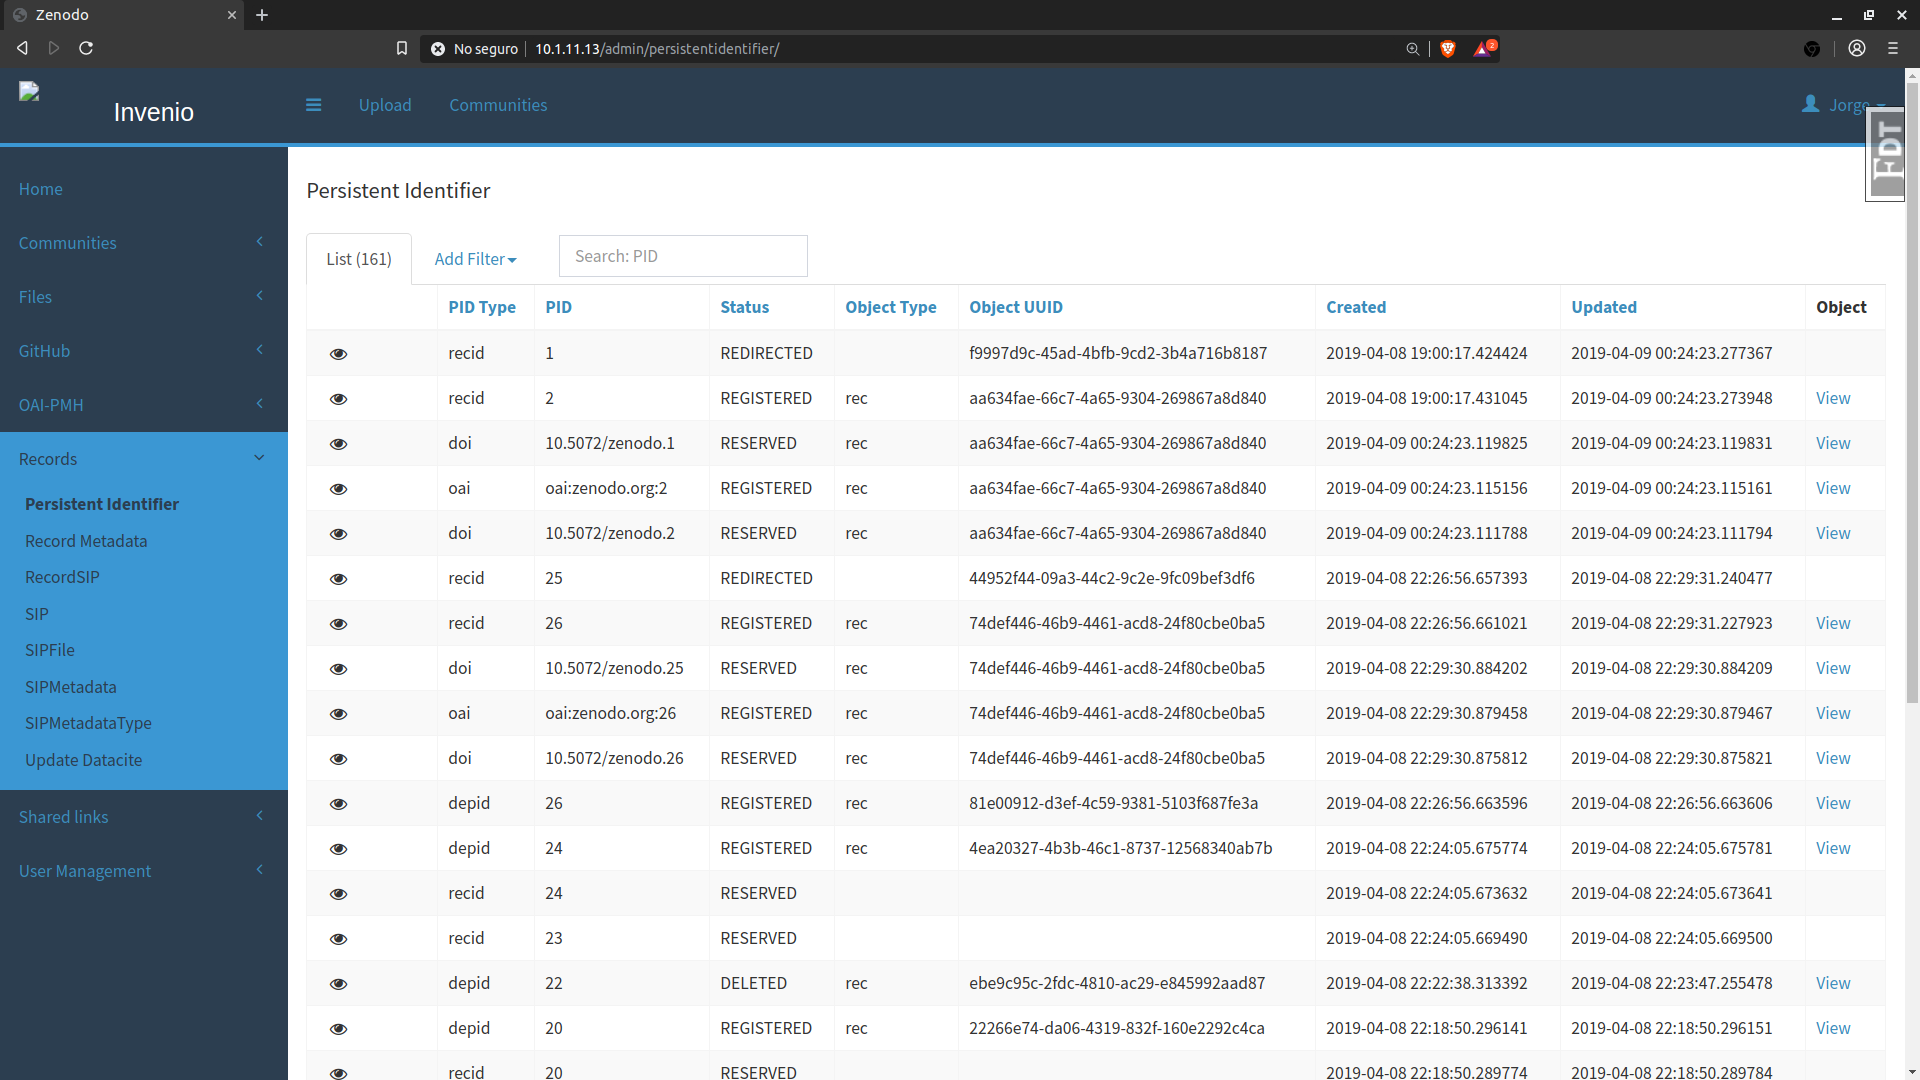 Zenodo
No seguro 10.1.11.13/admin/persistentidentifier/ 2
Invenio Upload Communities Jorge
FDT
Home
Communities
Files
GitHub
OAI-PMH
Records
Persistent Identifier
Record Metadata
RecordSIP
SIP
SIPFile
SIPMetadata
SIPMetadataType
Update Datacite
Shared links
User Management
Persistent Identifier
List (161) Add Filter Search: PID
PID Type PID Status Object Type Object UUID Created Updated Object
recid 1 REDIRECTED f9997d9c-45ad-4bfb-9cd2-3b4a716b8187 2019-04-08 19:00:17.424424 2019-04-09 00:24:23.277367
recid 2 REGISTERED rec aa634fae-66c7-4a65-9304-269867a8d840 2019-04-08 19:00:17.431045 2019-04-09 00:24:23.273948 View
doi 10.5072/zenodo.1 RESERVED rec aa634fae-66c7-4a65-9304-269867a8d840 2019-04-09 00:24:23.119825 2019-04-09 00:24:23.119831 View
oai oai:zenodo.org:2 REGISTERED rec aa634fae-66c7-4a65-9304-269867a8d840 2019-04-09 00:24:23.115156 2019-04-09 00:24:23.115161 View
doi 10.5072/zenodo.2 RESERVED rec aa634fae-66c7-4a65-9304-269867a8d840 2019-04-09 00:24:23.111788 2019-04-09 00:24:23.111794 View
recid 25 REDIRECTED 44952f44-09a3-44c2-9c2e-9fc09bef3df6 2019-04-08 22:26:56.657393 2019-04-08 22:29:31.240477
recid 26 REGISTERED rec 74def446-46b9-4461-acd8-24f80cbe0ba5 2019-04-08 22:26:56.661021 2019-04-08 22:29:31.227923 View
doi 10.5072/zenodo.25 RESERVED rec 74def446-46b9-4461-acd8-24f80cbe0ba5 2019-04-08 22:29:30.884202 2019-04-08 22:29:30.884209 View
oai oai:zenodo.org:26 REGISTERED rec 74def446-46b9-4461-acd8-24f80cbe0ba5 2019-04-08 22:29:30.879458 2019-04-08 22:29:30.879467 View
doi 10.5072/zenodo.26 RESERVED rec 74def446-46b9-4461-acd8-24f80cbe0ba5 2019-04-08 22:29:30.875812 2019-04-08 22:29:30.875821 View
depid 26 REGISTERED rec 81e00912-d3ef-4c59-9381-5103f687fe3a 2019-04-08 22:26:56.663596 2019-04-08 22:26:56.663606 View
depid 24 REGISTERED rec 4ea20327-4b3b-46c1-8737-12568340ab7b 2019-04-08 22:24:05.675774 2019-04-08 22:24:05.675781 View
recid 24 RESERVED 2019-04-08 22:24:05.673632 2019-04-08 22:24:05.673641
recid 23 RESERVED 2019-04-08 22:24:05.669490 2019-04-08 22:24:05.669500
depid 22 DELETED rec ebe9c95c-2fdc-4810-ac29-e845992aad87 2019-04-08 22:22:38.313392 2019-04-08 22:23:47.255478 View
depid 20 REGISTERED rec 22266e74-da06-4319-832f-160e2292c4ca 2019-04-08 22:18:50.296141 2019-04-08 22:18:50.296151 View
recid 20 RESERVED 2019-04-08 22:18:50.289774 2019-04-08 22:18:50.289784